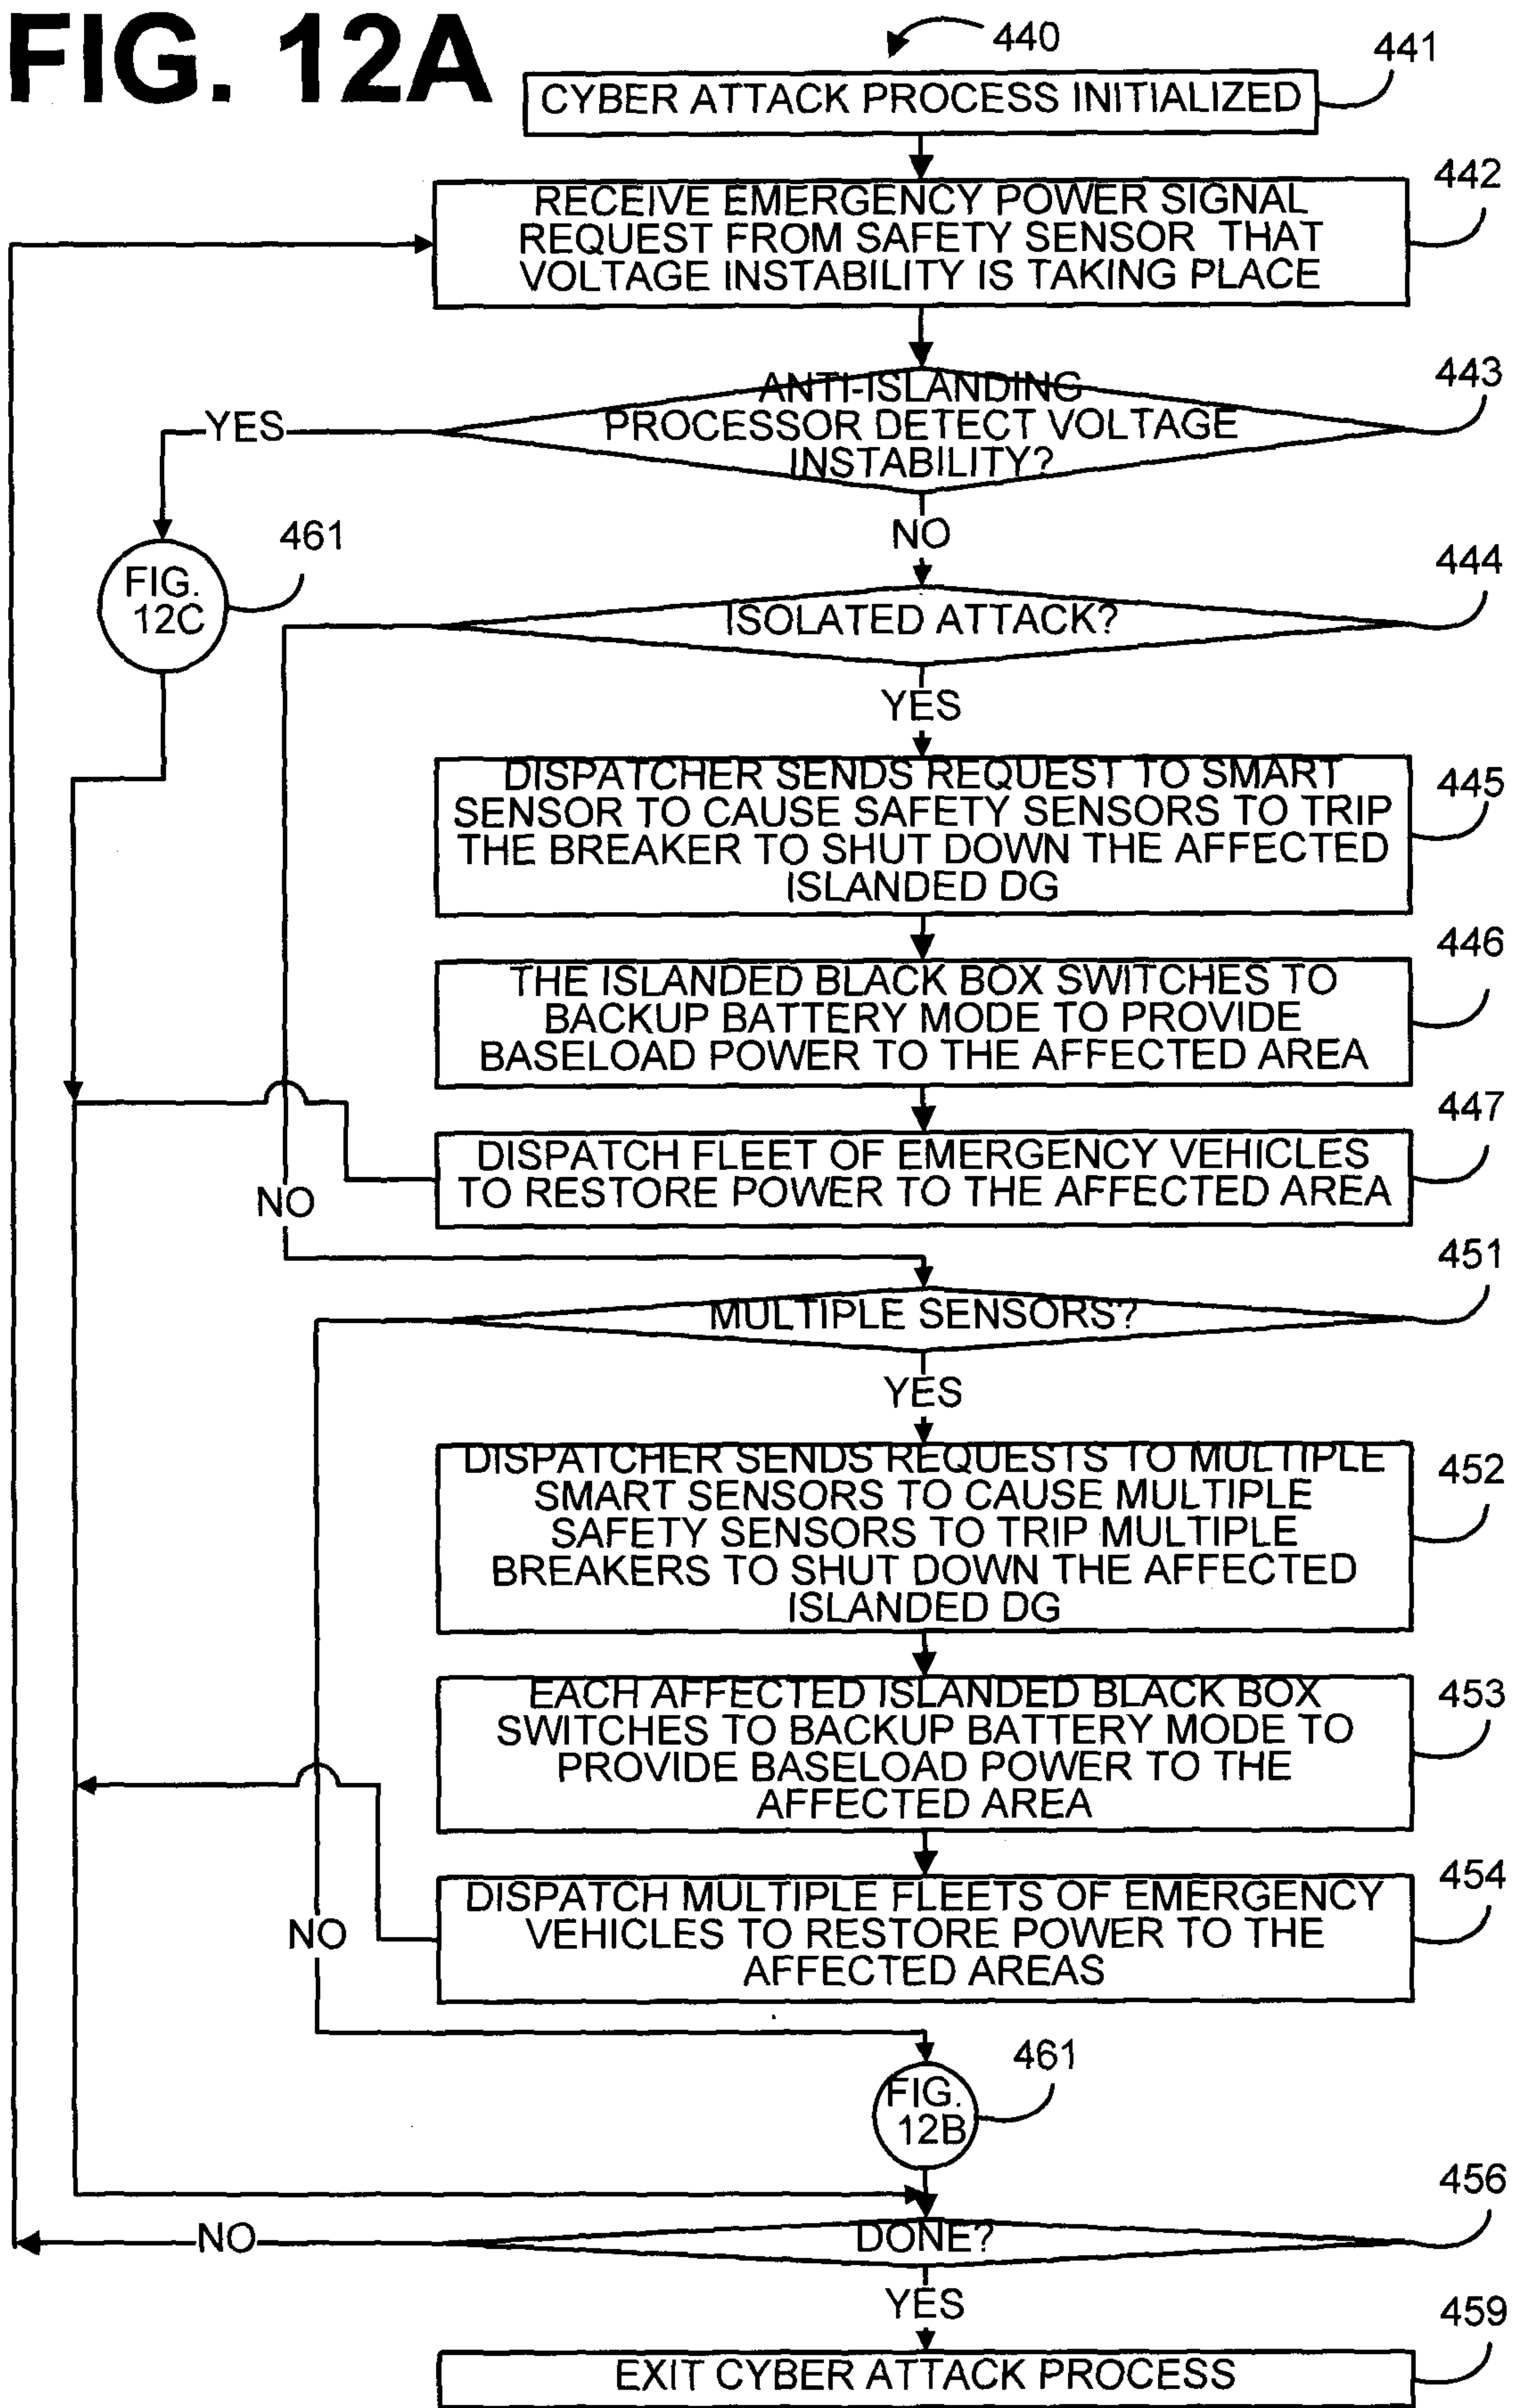 FIG. 12A
440
441
CYBER ATTACK PROCESS INITIALIZED
442
RECEIVE EMERGENCY POWER SIGNAL
REQUEST FROM SAFETY SENSOR THAT
VOLTAGE INSTABILITY IS TAKING PLACE
443
ANTI-ISLANDING
PROCESSOR DETECT VOLTAGE
INSTABILITY?
YES
NO
461
FIG.
12C
444
ISOLATED ATTACK?
YES
445
DISPATCHER SENDS REQUEST TO SMART
SENSOR TO CAUSE SAFETY SENSORS TO TRIP
THE BREAKER TO SHUT DOWN THE AFFECTED
ISLANDED DG
446
THE ISLANDED BLACK BOX SWITCHES TO
BACKUP BATTERY MODE TO PROVIDE
BASELOAD POWER TO THE AFFECTED AREA
447
DISPATCH FLEET OF EMERGENCY VEHICLES
TO RESTORE POWER TO THE AFFECTED AREA
NO
451
MULTIPLE SENSORS?
YES
452
DISPATCHER SENDS REQUESTS TO MULTIPLE
SMART SENSORS TO CAUSE MULTIPLE
SAFETY SENSORS TO TRIP MULTIPLE
BREAKERS TO SHUT DOWN THE AFFECTED
ISLANDED DG
453
EACH AFFECTED ISLANDED BLACK BOX
SWITCHES TO BACKUP BATTERY MODE TO
PROVIDE BASELOAD POWER TO THE
AFFECTED AREA
454
DISPATCH MULTIPLE FLEETS OF EMERGENCY
VEHICLES TO RESTORE POWER TO THE
AFFECTED AREAS
NO
461
FIG.
12B
456
DONE?
NO
YES
459
EXIT CYBER ATTACK PROCESS